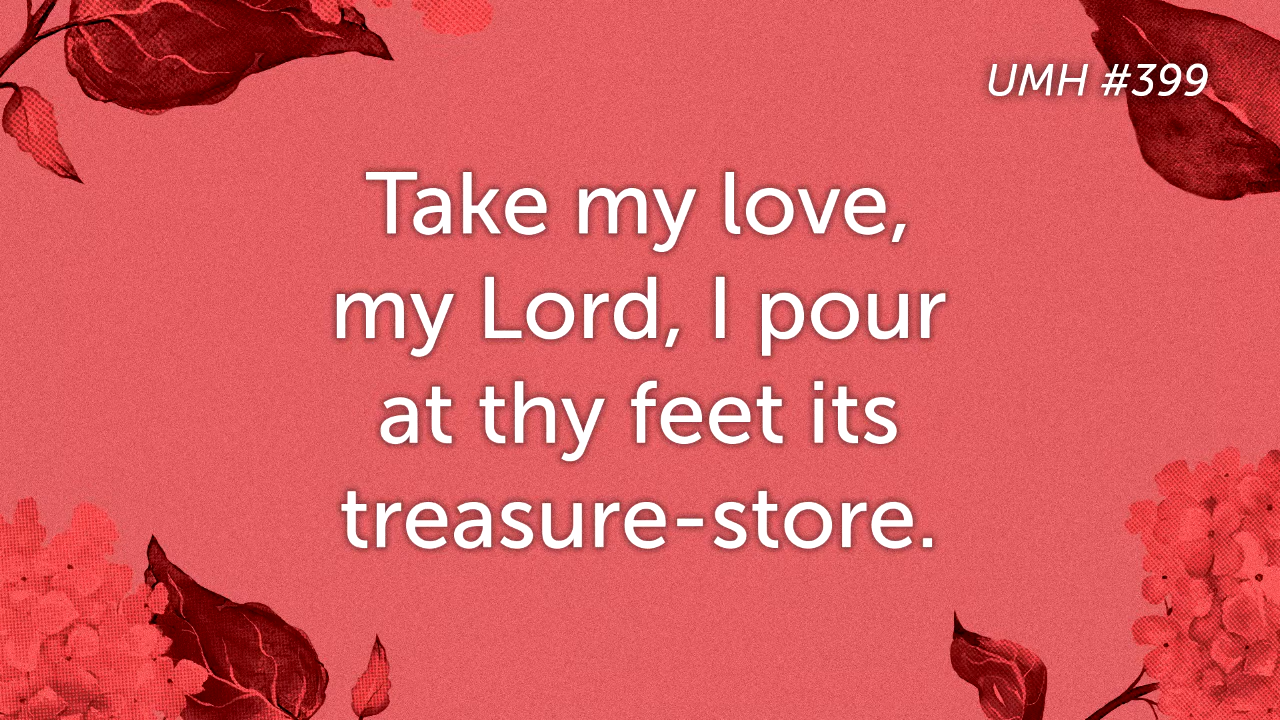 UMH #399
Take my love,
my Lord, I pour
at thy feet its
treasure-store.